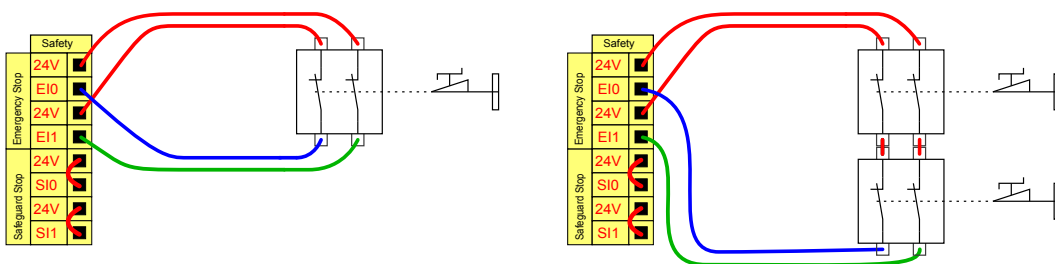 Safety
Emergency Stop
24V
EI0
24V
EI1
Safeguard Stop
24V
SI0
24V
SI1
Safety
Emergency Stop
24V
EI0
24V
EI1
Safeguard Stop
24V
SI0
24V
SI1